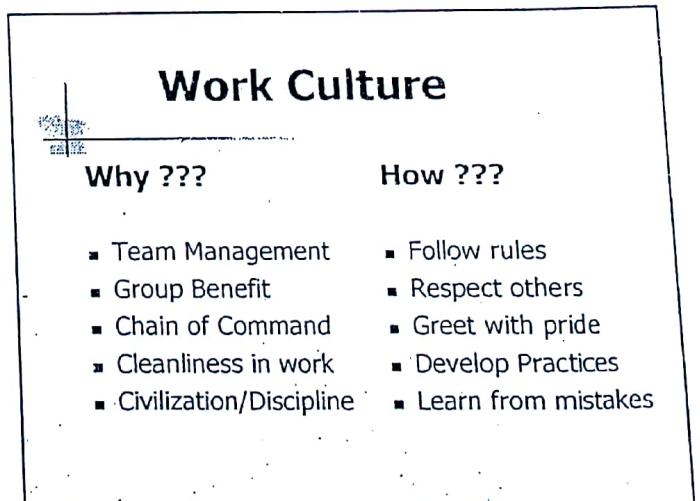 Work Culture
Why ???
Team Management
Group Benefit
Chain of Command
Cleanliness in work
Civilization/Discipline
How ???
Follow rules
Respect others
Greet with pride
Develop Practices
Learn from mistakes